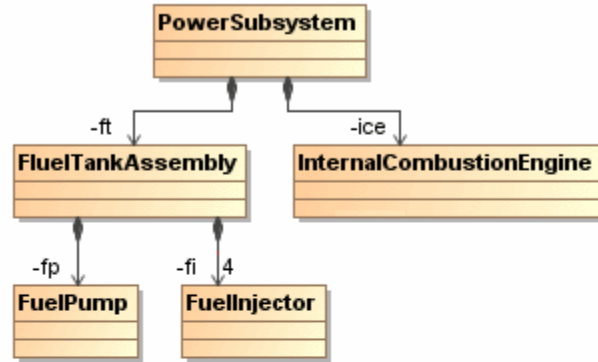 PowerSubsystem
-ft
-ice
FluelTankAssembly
InternalCombustionEngine
-fp
-fi 4
FuelPump
FuelInjector